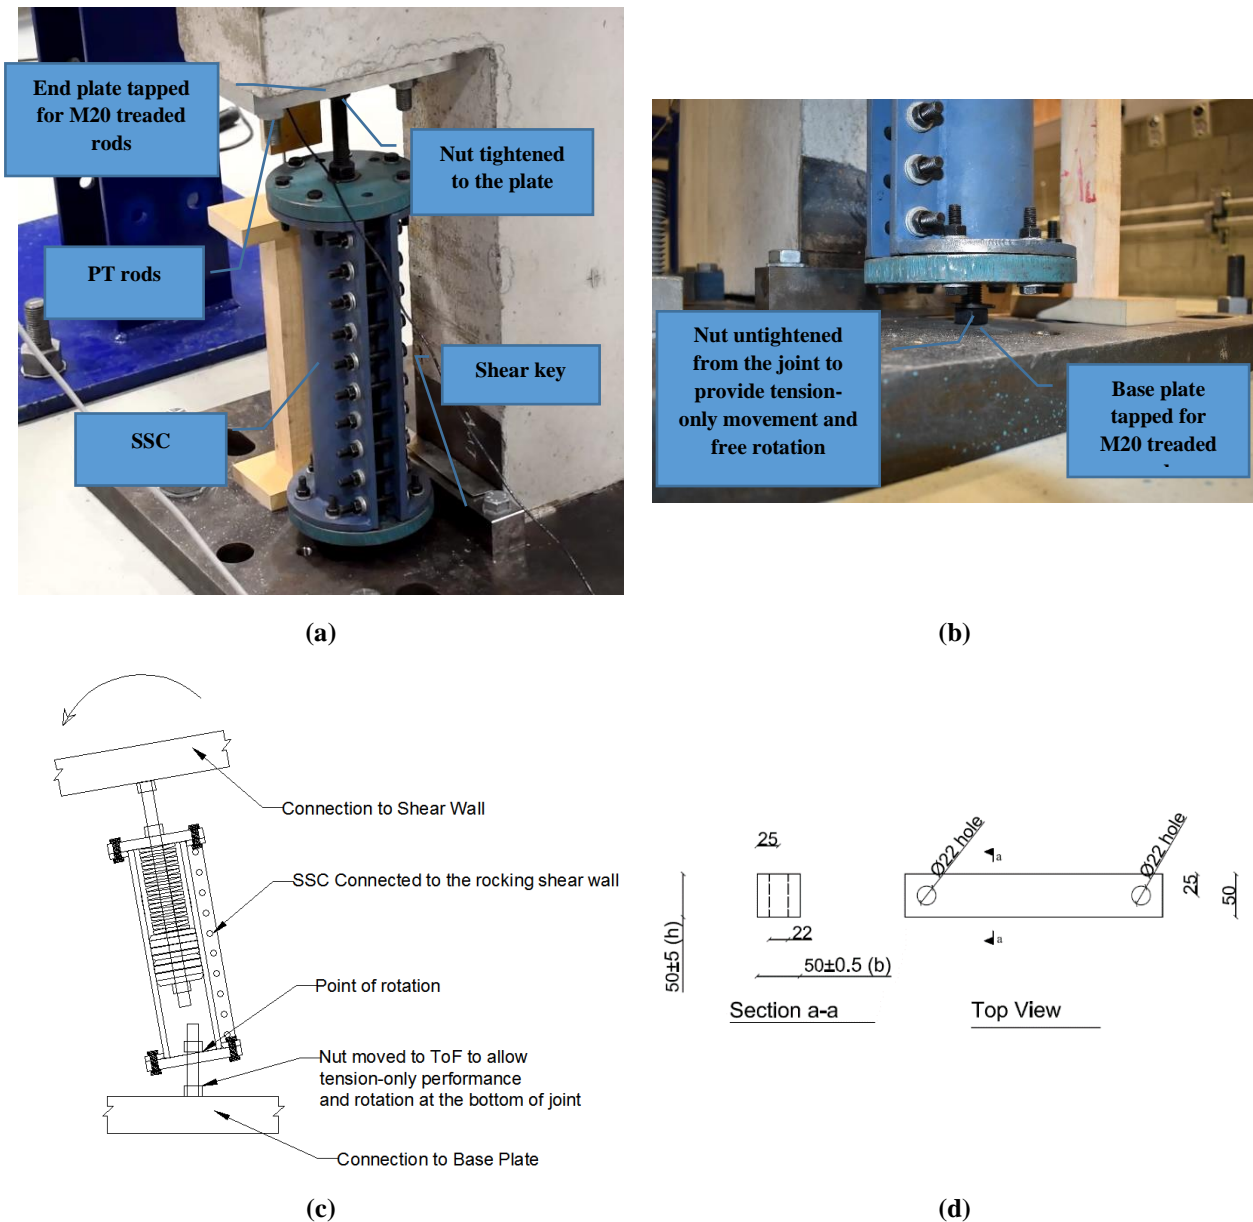 End plate tapped
for M20 treaded
rods
Nut tightened
to the plate
PT rods
Shear key
SSC
(a)
Nut untightened
from the joint to
provide tension-
only movement and
free rotation
Base plate
tapped for
M20 treaded
(b)
Connection to Shear Wall
SSC Connected to the rocking shear wall
Point of rotation
Nut moved to ToF to allow
tension-only performance
and rotation at the bottom of joint
Connection to Base Plate
(c)
25
50±5 (h)
22
50±0.5 (b)
Section a-a
Ø22 hole
Ø22 hole
a
a
25
50
Top View
(d)